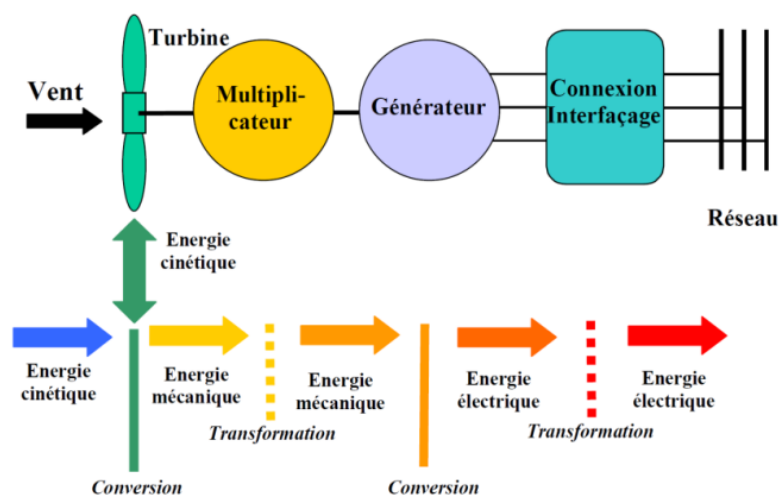 Turbine
Vent
Multipli-
cateur
Générateur
Connexion
Interfaçage
Réseau
Energie
cinétique
Energie
cinétique
Energie
mécanique
Energie
mécanique
Energie
électrique
Energie
électrique
Transformation
Transformation
Conversion
Conversion